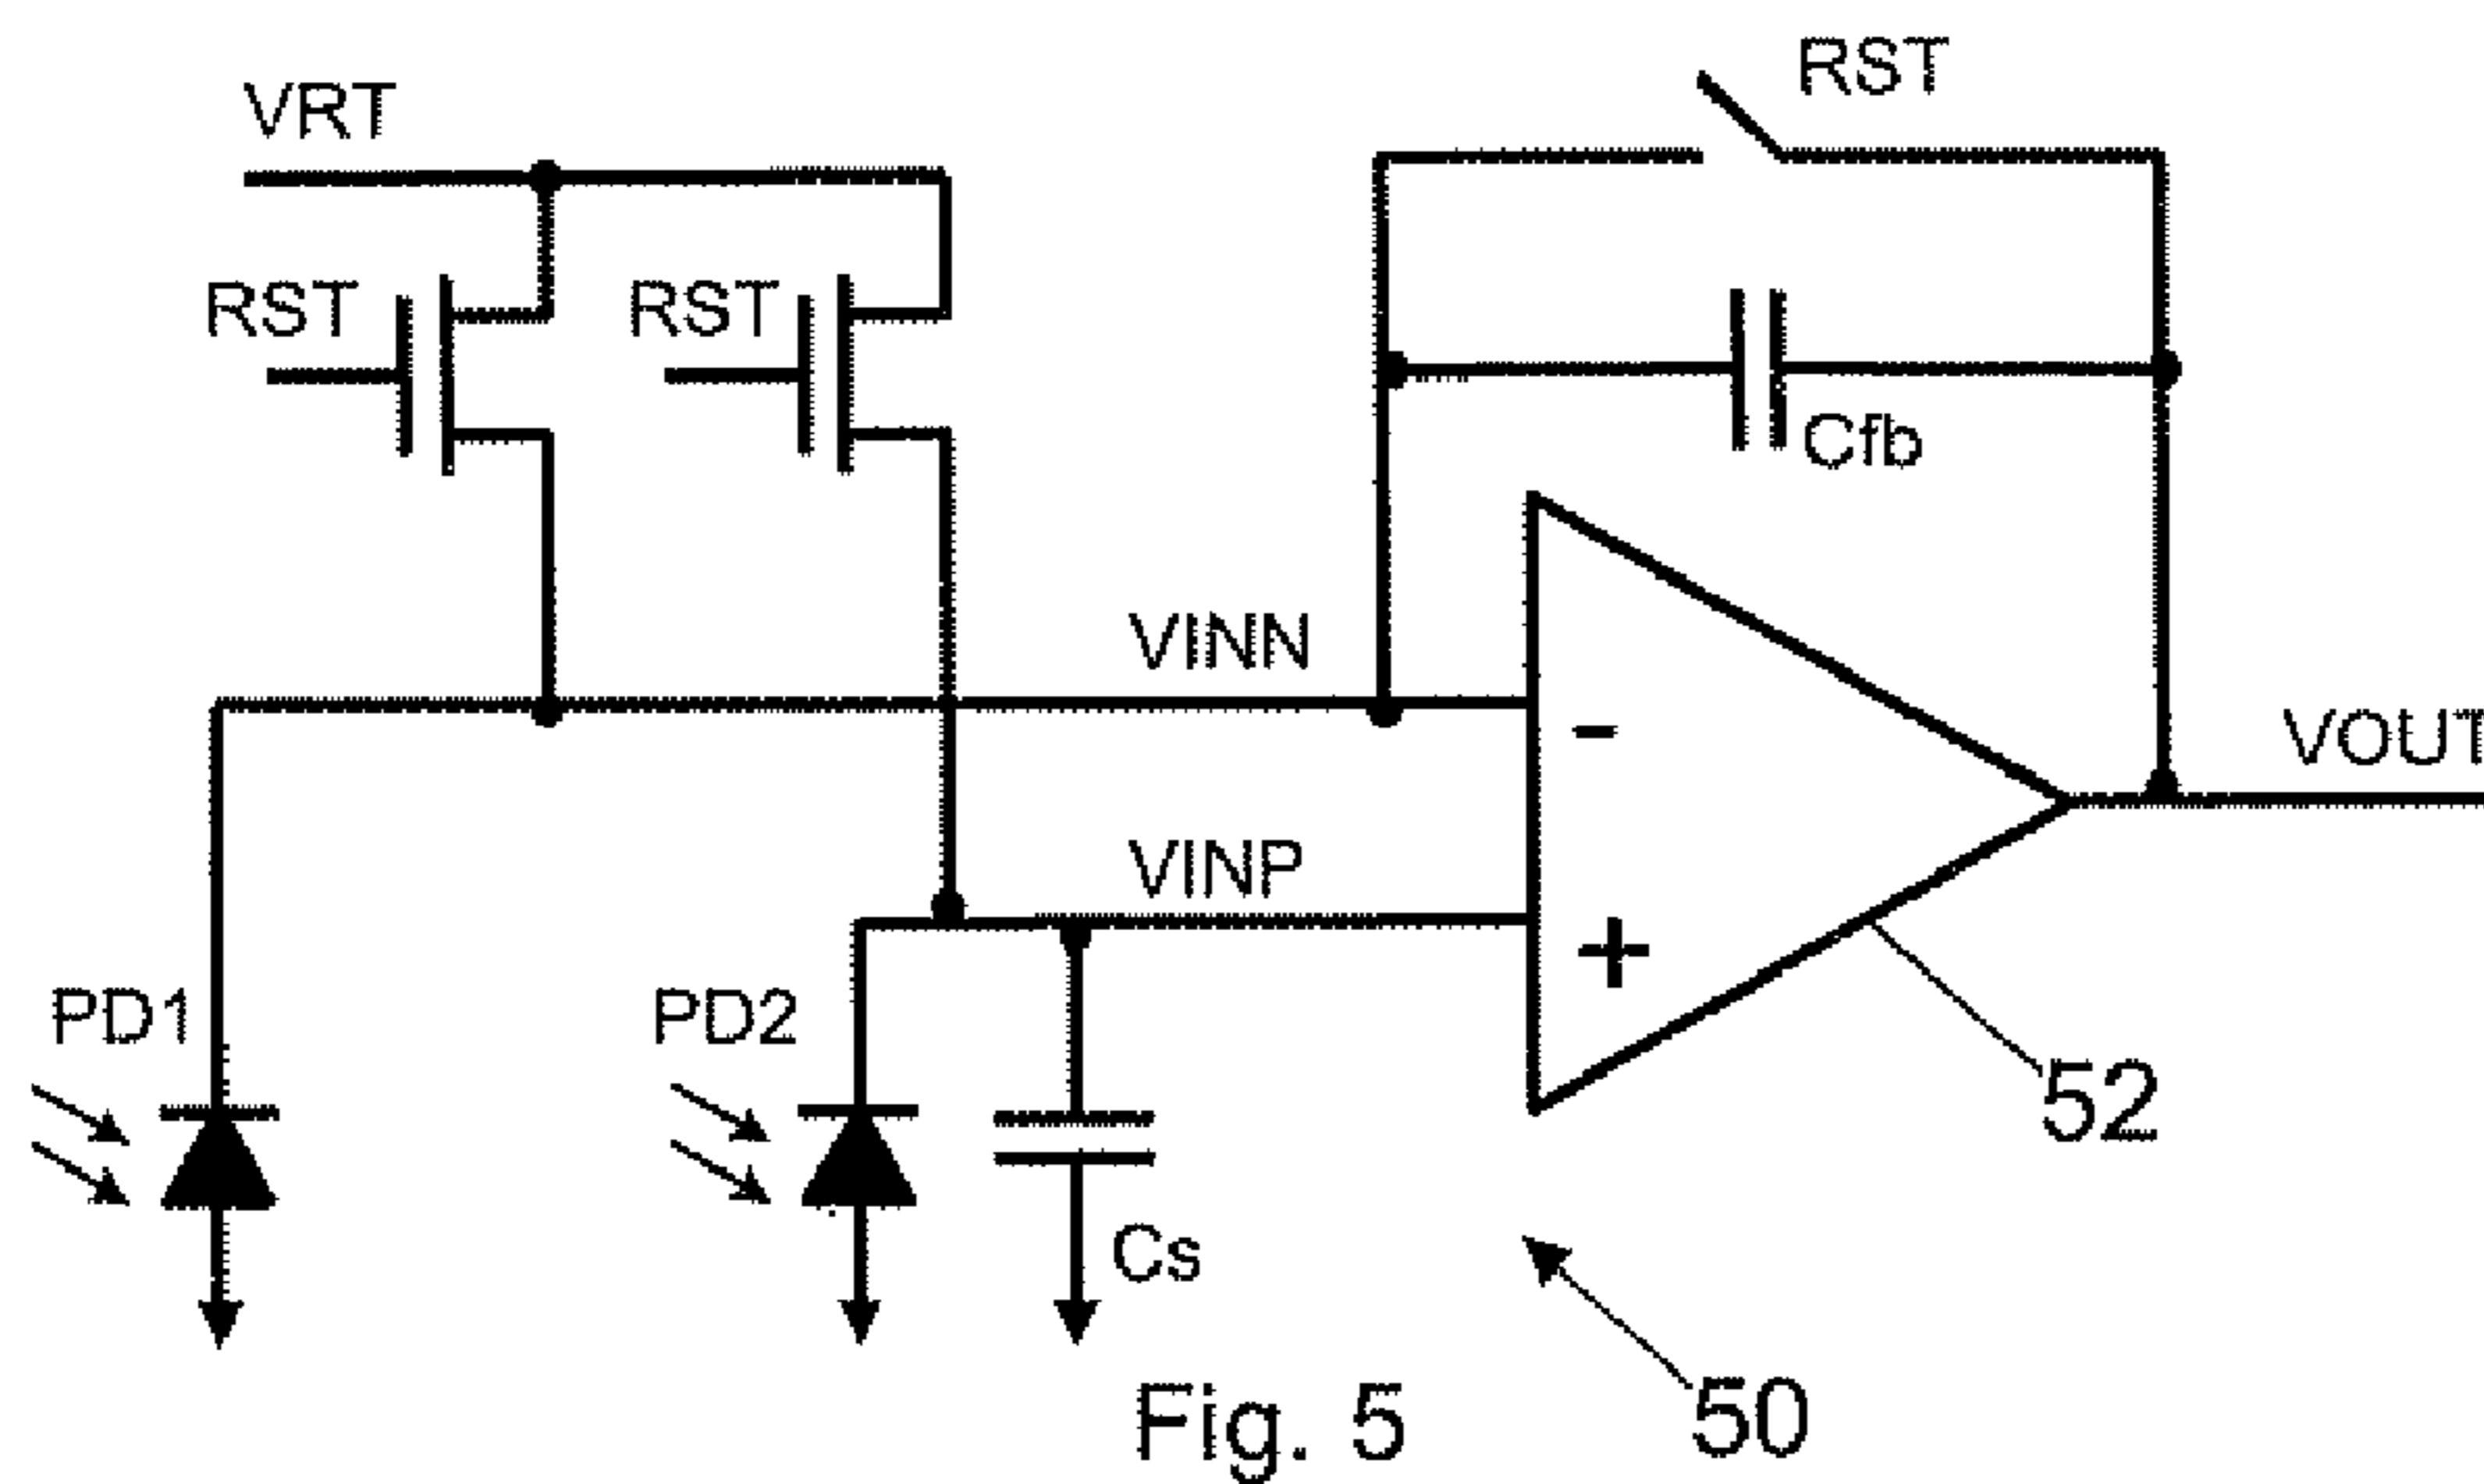 RST
VRT
RST
RST
Cfb
VINN
VOUT
VINP
-
+
PD1
PD2
52
Cs
50
Fig. 5